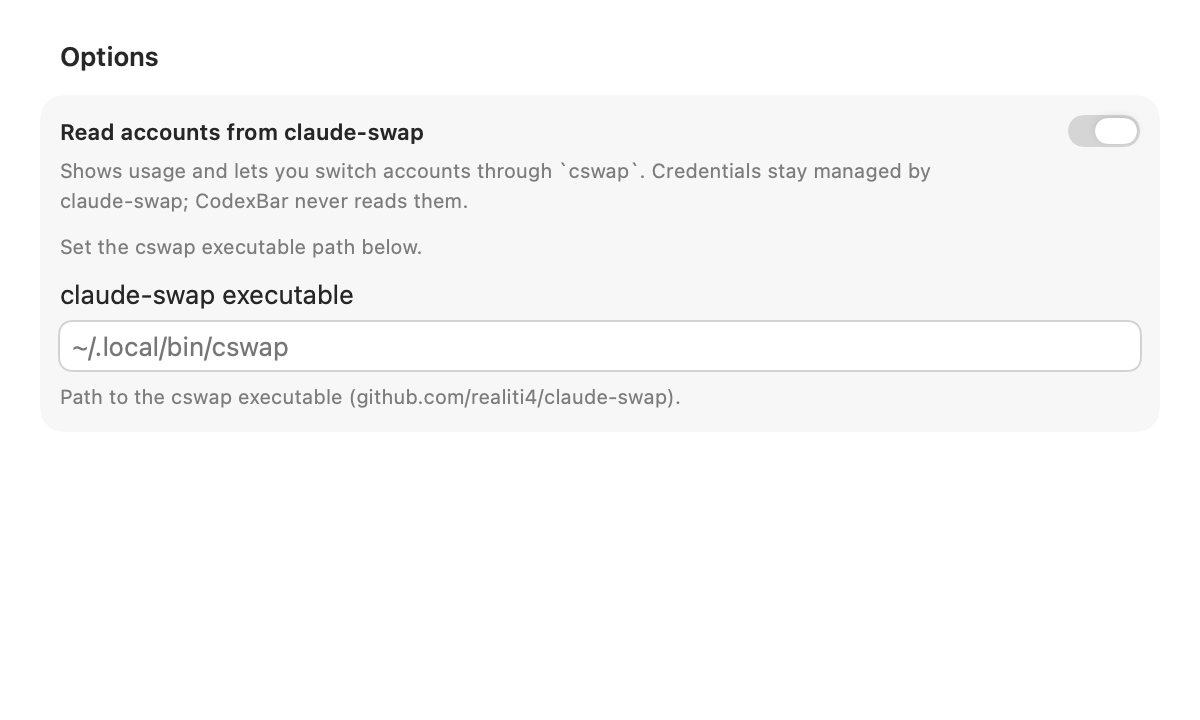 Options
Read accounts from claude-swap
Shows usage and lets you switch accounts through `cswap`. Credentials stay managed by
claude-swap; CodexBar never reads them.
Set the cswap executable path below.
claude-swap executable
~/.local/bin/cswap
Path to the cswap executable (github.com/realiti4/claude-swap).